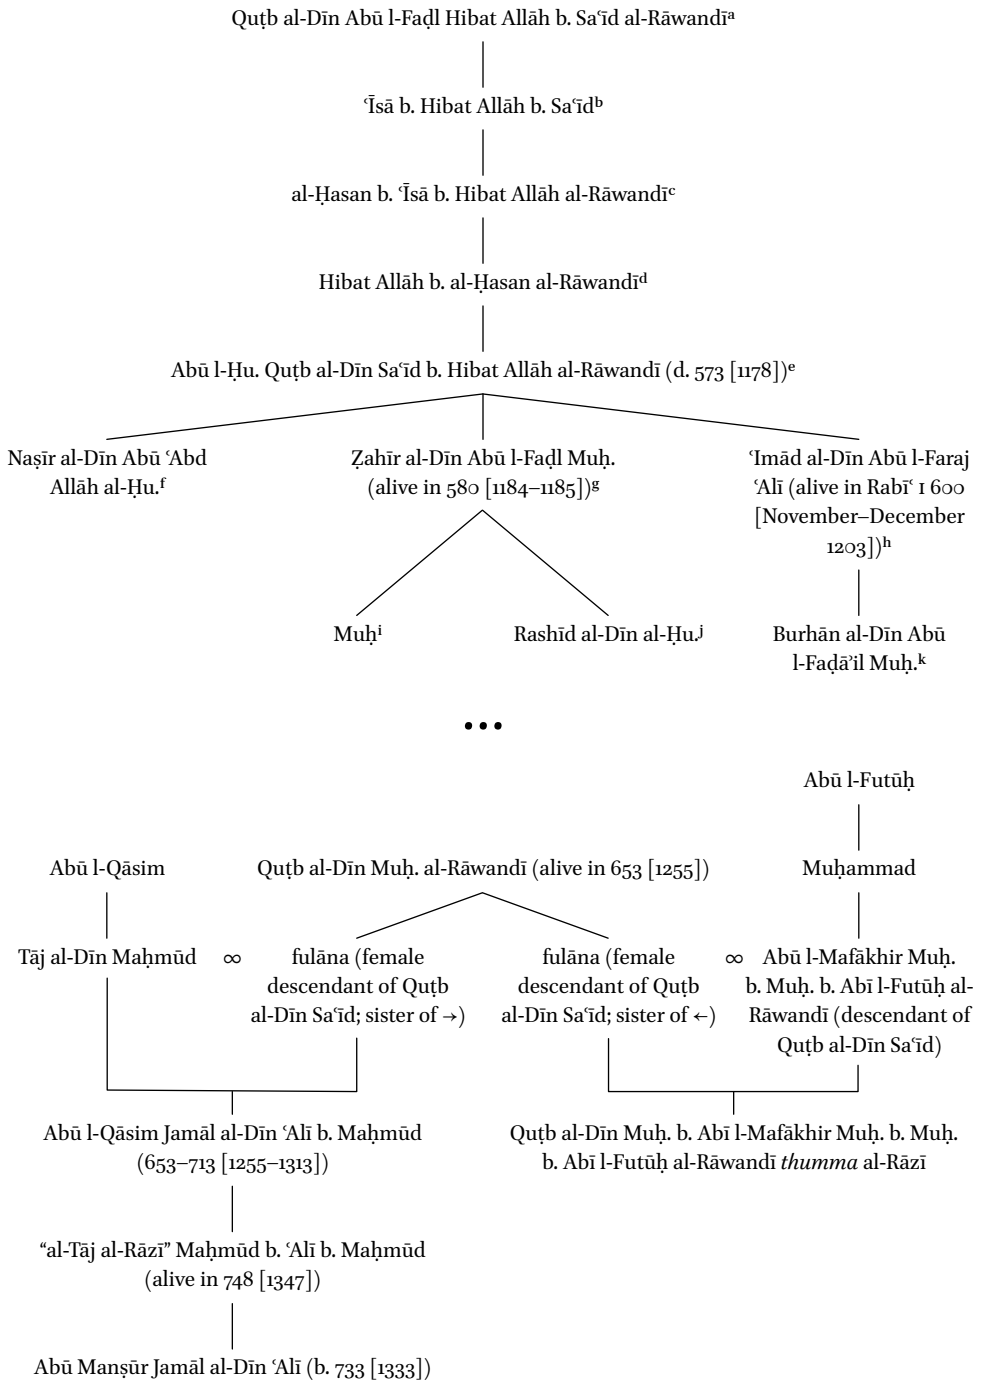 Quṭb al-Dīn Abū l-Faḍl Hibat Allāh b. Saʿīd al-Rāwandīᵃ
ʿĪsā b. Hibat Allāh b. Saʿīdᵇ
al-Ḥasan b. ʿĪsā b. Hibat Allāh al-Rāwandīᶜ
Hibat Allāh b. al-Ḥasan al-Rāwandīᵈ
Abū l-Ḥu. Quṭb al-Dīn Saʿīd b. Hibat Allāh al-Rāwandī (d. 573 [1178])ᵉ
Naṣīr al-Dīn Abū ʿAbd
Allāh al-Ḥu.ᶠ
Ẓahīr al-Dīn Abū l-Faḍl Muḥ.
(alive in 580 [1184–1185])ᵍ
ʿImād al-Dīn Abū l-Faraj
ʿAlī (alive in Rabīʿ I 600
[November–December
1203])ʰ
Muḥⁱ
Rashīd al-Dīn al-Ḥu.ʲ
Burhān al-Dīn Abū
l-Faḍāʾil Muḥ.ᵏ
•••
Abū l-Futūḥ
Abū l-Qāsim
Quṭb al-Dīn Muḥ. al-Rāwandī (alive in 653 [1255])
Muḥammad
Tāj al-Dīn Maḥmūd
∞
fulāna (female
descendant of Quṭb
al-Dīn Saʿīd; sister of →)
fulāna (female
descendant of Quṭb
al-Dīn Saʿīd; sister of ←)
∞
Abū l-Mafākhir Muḥ.
b. Muḥ. b. Abī l-Futūḥ al-
Rāwandī (descendant of
Quṭb al-Dīn Saʿīd)
Abū l-Qāsim Jamāl al-Dīn ʿAlī b. Maḥmūd
(653–713 [1255–1313])
Quṭb al-Dīn Muḥ. b. Abī l-Mafākhir Muḥ. b. Muḥ.
b. Abī l-Futūḥ al-Rāwandī thumma al-Rāzī
“al-Tāj al-Rāzī” Maḥmūd b. ʿAlī b. Maḥmūd
(alive in 748 [1347])
Abū Manṣūr Jamāl al-Dīn ʿAlī (b. 733 [1333])